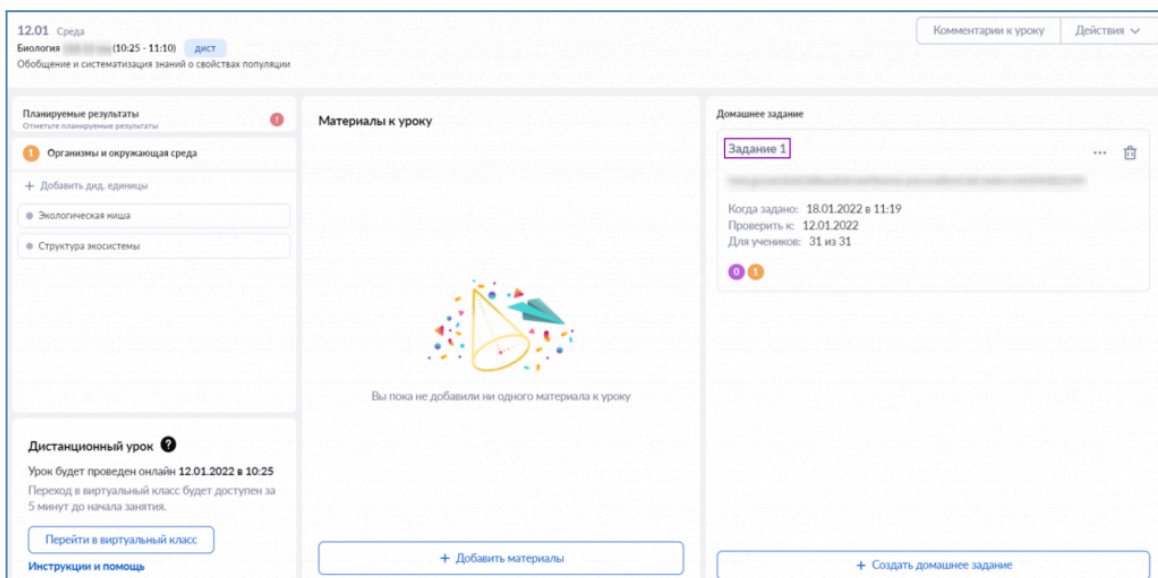 12.01 Среда
Биология (10:25 - 11:10) дист
Обобщение и систематизация знаний о свойствах популяции
Комментарии к уроку Действия
Планируемые результаты
Отметьте планируемые результаты
!
1 Организмы и окружающая среда
+ Добавить дид. единицы
Экологическая ниша
Структура экосистемы
Дистанционный урок ?
Урок будет проведен онлайн 12.01.2022 в 10:25
Переход в виртуальный класс будет доступен за
5 минут до начала занятия.
Перейти в виртуальный класс
Инструкции и помощь
Материалы к уроку
Вы пока не добавили ни одного материала к уроку
+ Добавить материалы
Домашнее задание
Задание 1 ...
Когда задано: 18.01.2022 в 11:19
Проверить к: 12.01.2022
Для учеников: 31 из 31
0 1
+ Создать домашнее задание